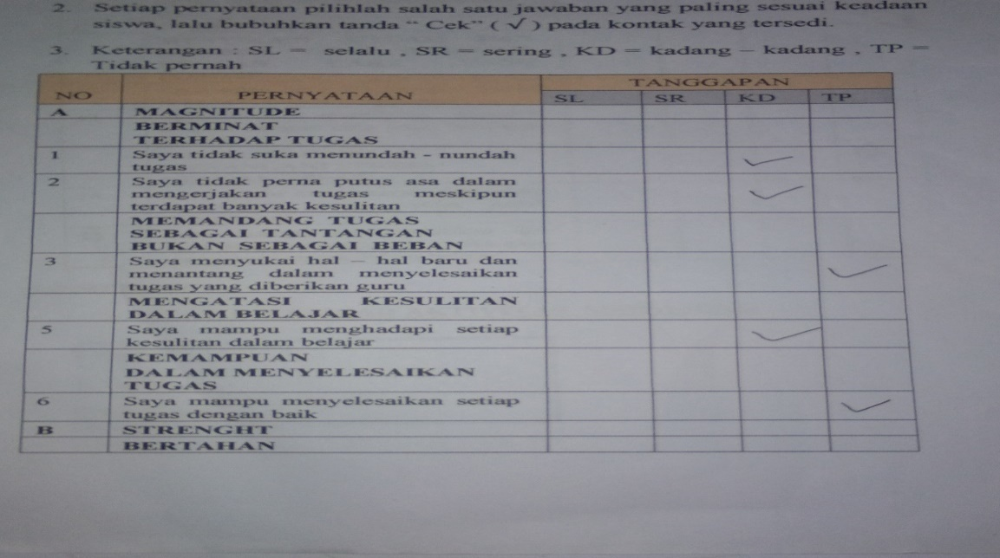 2. Setiap pernyataan pilihlah salah satu jawaban yang paling sesuai keadaan
siswa, lalu bubuhkan tanda “ Cek” ( √ ) pada kontak yang tersedi.
3. Keterangan : SL = selalu , SR = sering , KD = kadang – kadang , TP =
Tidak pernah
NO PERNYATAAN TANGGAPAN
SL SR KD TP
A MAGNITUDE
BERMINAT
TERHADAP TUGAS
1 Saya tidak suka menundah - nundah
tugas ✓
2 Saya tidak perna putus asa dalam
mengerjakan tugas meskipun ✓
terdapat banyak kesulitan
MEMANDANG TUGAS
SEBAGAI TANTANGAN
BUKAN SEBAGAI BEBAN
3 Saya menyukai hal – hal baru dan
menantang dalam menyelesaikan ✓
tugas yang diberikan guru
MENGATASI KESULITAN
DALAM BELAJAR
5 Saya mampu menghadapi setiap
kesulitan dalam belajar ✓
KEMAMPUAN
DALAM MENYELESAIKAN
TUGAS
6 Saya mampu menyelesaikan setiap ✓
tugas dengan baik
B STRENGHT
BERTAHAN